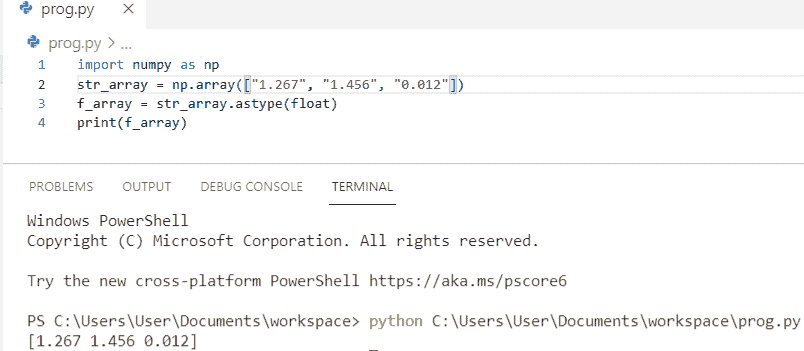 prog.py
prog.py > ...
1 import numpy as np
2 str_array = np.array(["1.267", "1.456", "0.012"])
3 f_array = str_array.astype(float)
4 print(f_array)
PROBLEMS OUTPUT DEBUG CONSOLE TERMINAL
Windows PowerShell
Copyright (C) Microsoft Corporation. All rights reserved.
Try the new cross-platform PowerShell https://aka.ms/pscore6
PS C:\Users\User\Documents\workspace> python C:\Users\User\Documents\workspace\prog.py
[1.267 1.456 0.012]